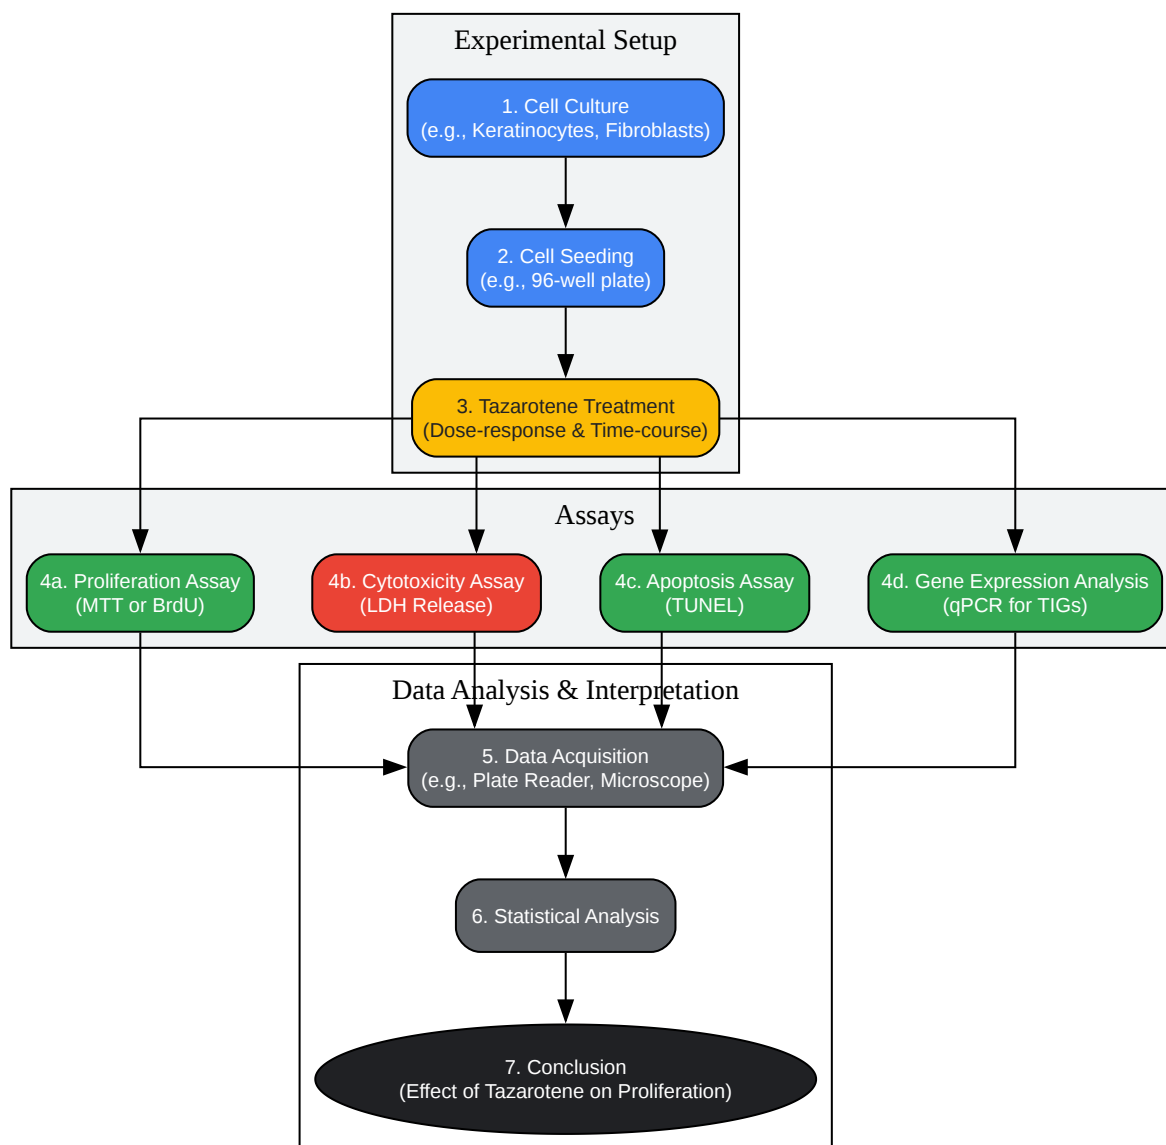 Experimental Setup
1. Cell Culture
(e.g., Keratinocytes, Fibroblasts)
2. Cell Seeding
(e.g., 96-well plate)
3. Tazarotene Treatment
(Dose-response & Time-course)
Assays
4a. Proliferation Assay
(MTT or BrdU)
4b. Cytotoxicity Assay
(LDH Release)
4c. Apoptosis Assay
(TUNEL)
4d. Gene Expression Analysis
(qPCR for TIGs)
Data Analysis & Interpretation
5. Data Acquisition
(e.g., Plate Reader, Microscope)
6. Statistical Analysis
7. Conclusion
(Effect of Tazarotene on Proliferation)